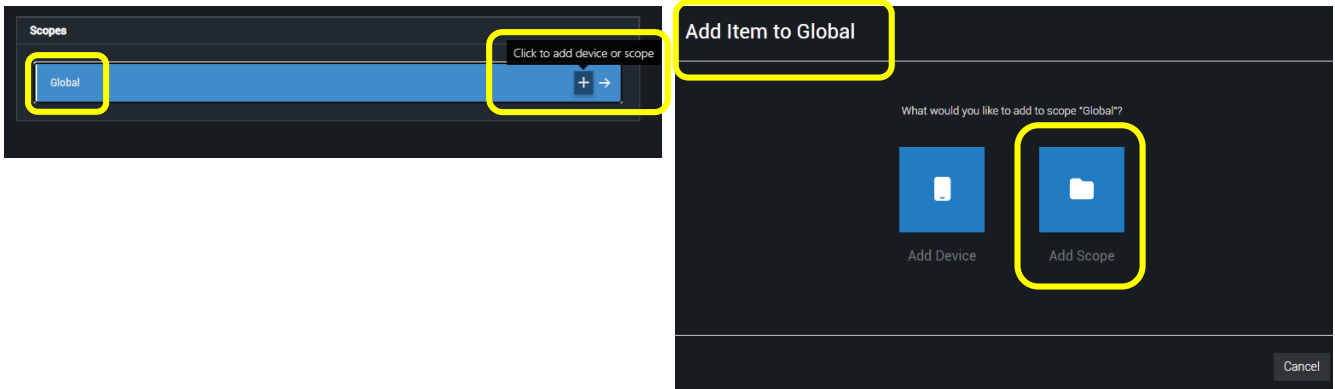 Scopes
Click to add device or scope
Global
Add Item to Global
What would you like to add to scope "Global"?
Add Device
Add Scope
Cancel